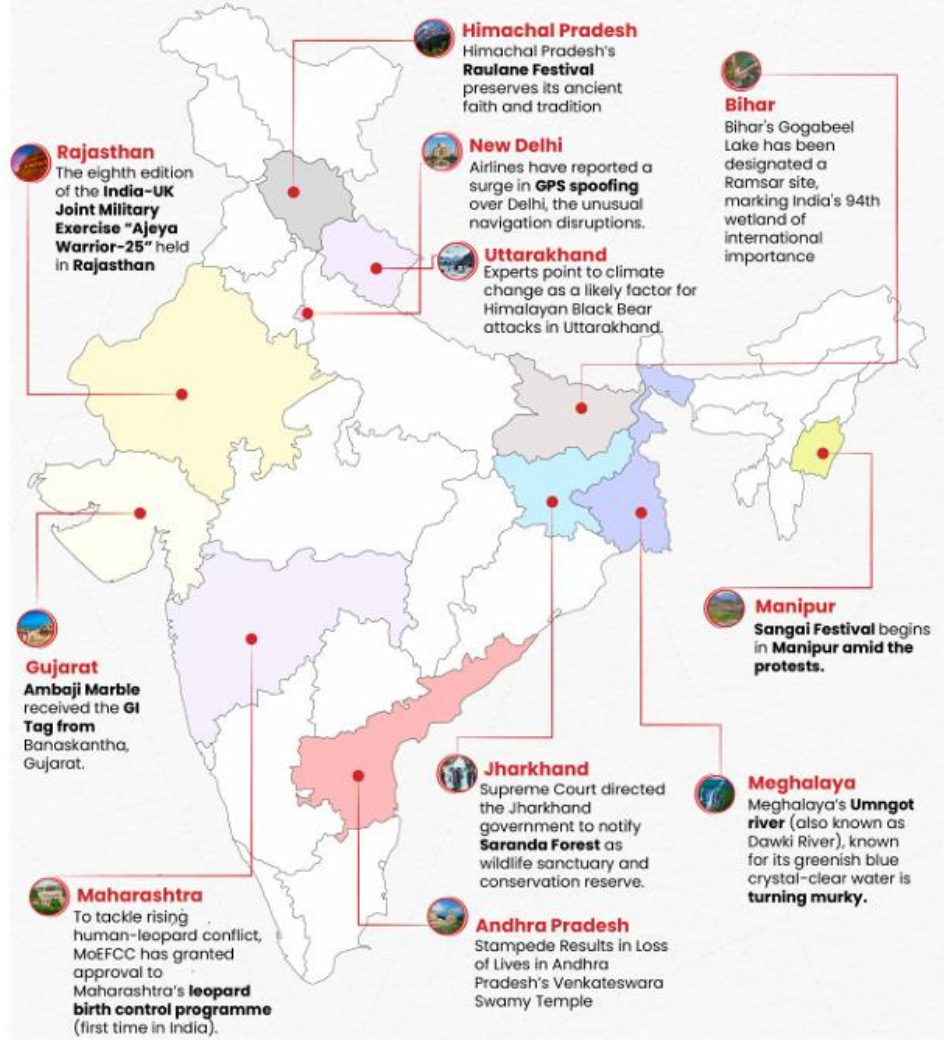 Himachal Pradesh
Himachal Pradesh's
Raulane Festival
preserves its ancient
faith and tradition
Bihar
Bihar's Gogabeel
Lake has been
designated a
Ramsar site,
marking India's 94th
wetland of
international
importance
New Delhi
Airlines have reported a
surge in GPS spoofing
over Delhi, the unusual
navigation disruptions.
Rajasthan
The eighth edition
of the India-UK
Joint Military
Exercise "Ajeya
Warrior-25" held
in Rajasthan
Uttarakhand
Experts point to climate
change as a likely factor for
Himalayan Black Bear
attacks in Uttarakhand.
Manipur
Sangai Festival begins
in Manipur amid the
protests.
Gujarat
Ambaji Marble
received the GI
Tag from
Banaskantha,
Gujarat.
Jharkhand
Supreme Court directed
the Jharkhand
government to notify
Saranda Forest as
wildlife sanctuary and
conservation reserve.
Meghalaya
Meghalaya's Umngot
river (also known as
Dawki River), known
for its greenish blue
crystal-clear water is
turning murky.
Maharashtra
To tackle rising
human-leopard conflict,
MoEFCC has granted
approval to
Maharashtra's leopard
birth control programme
(first time in India).
Andhra Pradesh
Stampede Results in Loss
of Lives in Andhra
Pradesh's Venkateswara
Swamy Temple